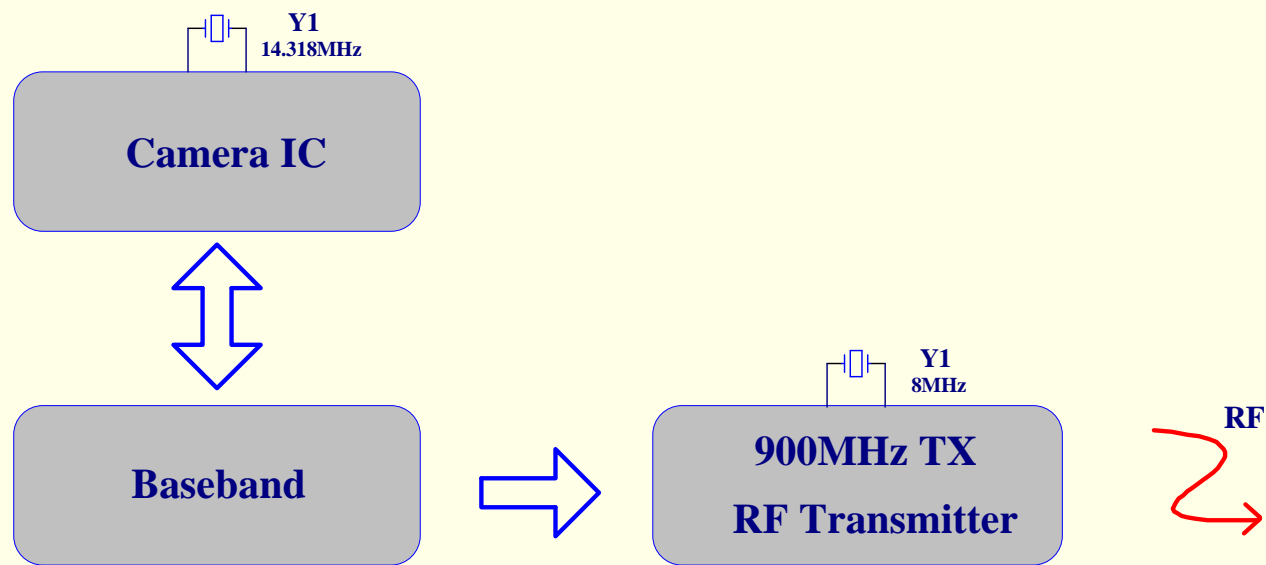 Y1
14.318MHz
Camera IC
Y1
8MHz
Baseband
900MHz TX
RF Transmitter
RF